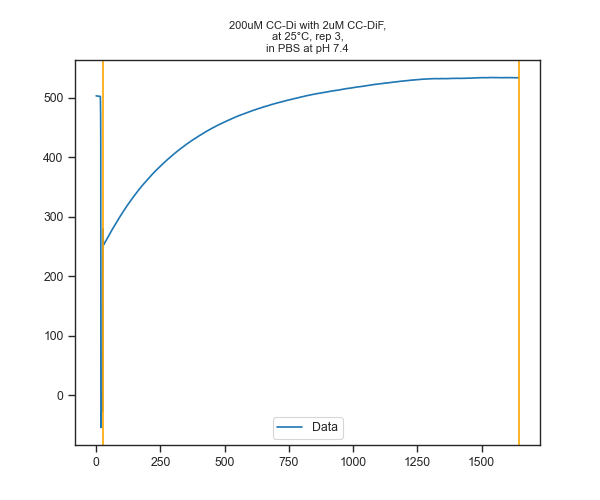 200uM CC-Di with 2uM CC-DiF,
at 25°C, rep 3,
in PBS at pH 7.4
500
400
300
200
100
0
Data
0 250 500 750 1000 1250 1500